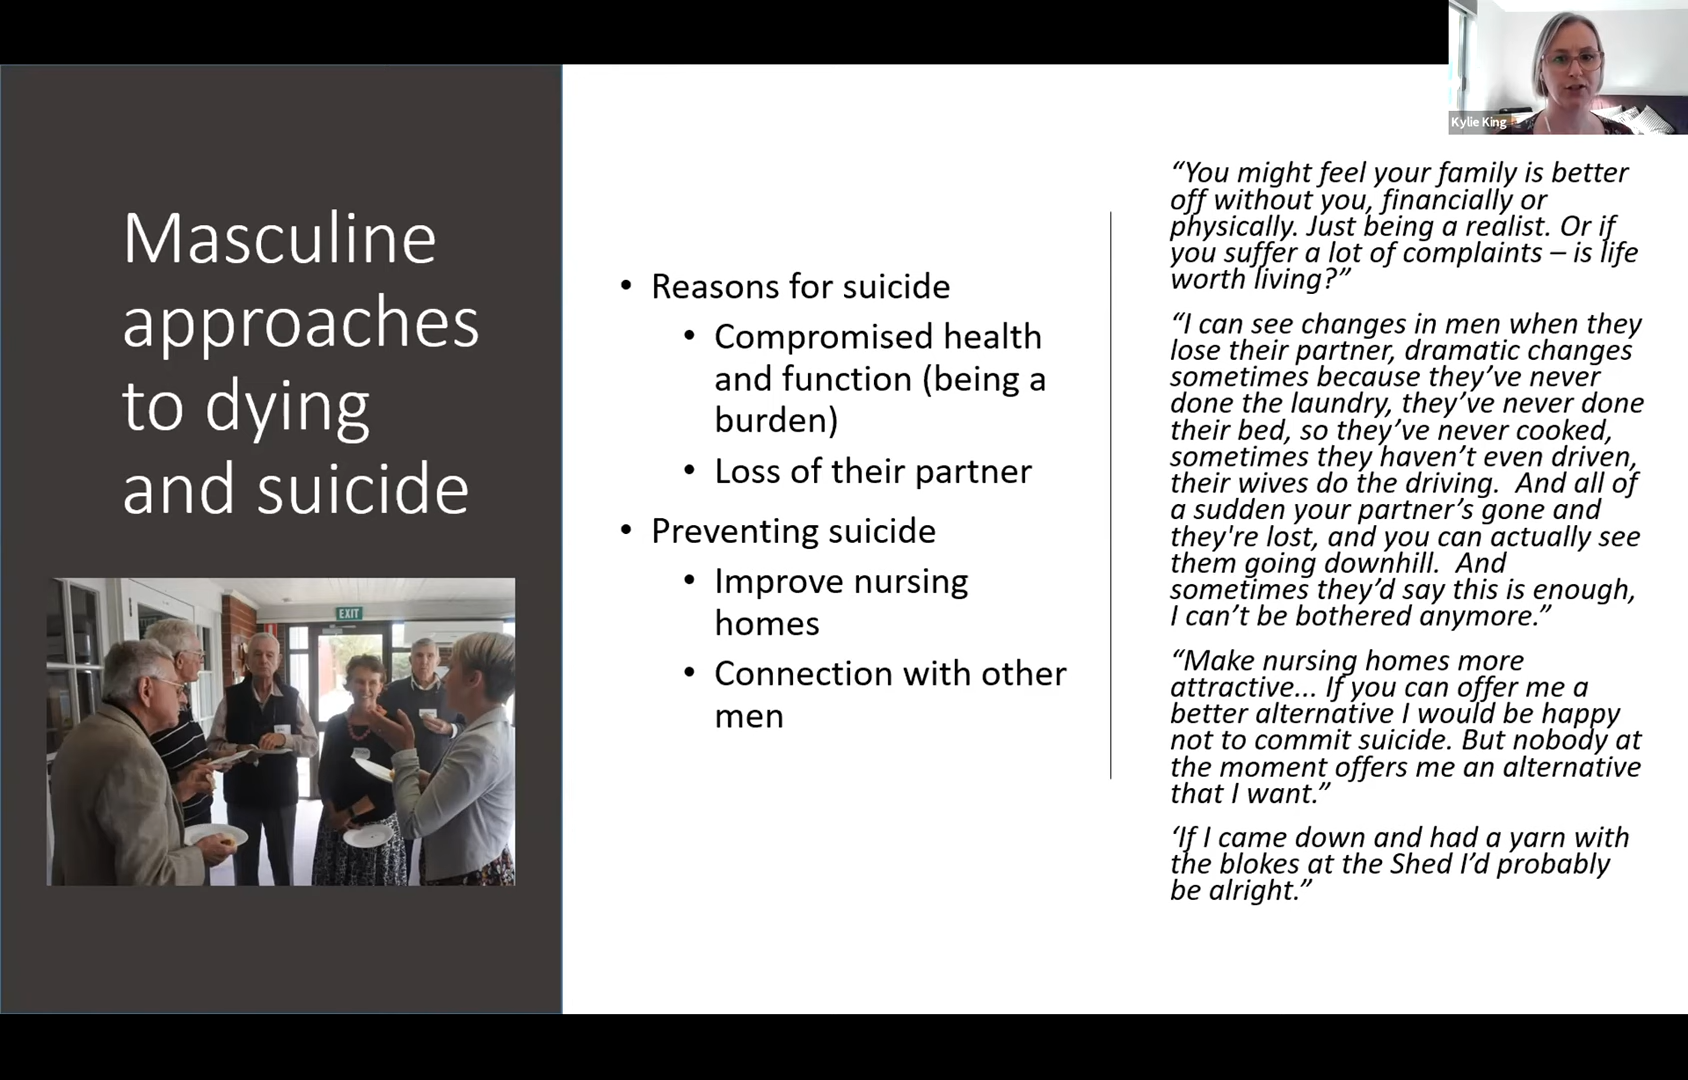 Kylie King
Masculine
approaches
to dying
and suicide
EXIT
• Reasons for suicide
• Compromised health
and function (being a
burden)
• Loss of their partner
• Preventing suicide
• Improve nursing
homes
• Connection with other
men
“You might feel your family is better
off without you, financially or
physically. Just being a realist. Or if
you suffer a lot of complaints – is life
worth living?”
“I can see changes in men when they
lose their partner, dramatic changes
sometimes because they’ve never
done the laundry, they’ve never done
their bed, so they’ve never cooked,
sometimes they haven’t even driven,
their wives do the driving.  And all of
a sudden your partner’s gone and
they're lost, and you can actually see
them going downhill.  And
sometimes they’d say this is enough,
I can’t be bothered anymore.”
“Make nursing homes more
attractive... If you can offer me a
better alternative I would be happy
not to commit suicide. But nobody at
the moment offers me an alternative
that I want.”
‘If I came down and had a yarn with
the blokes at the Shed I’d probably
be alright.”